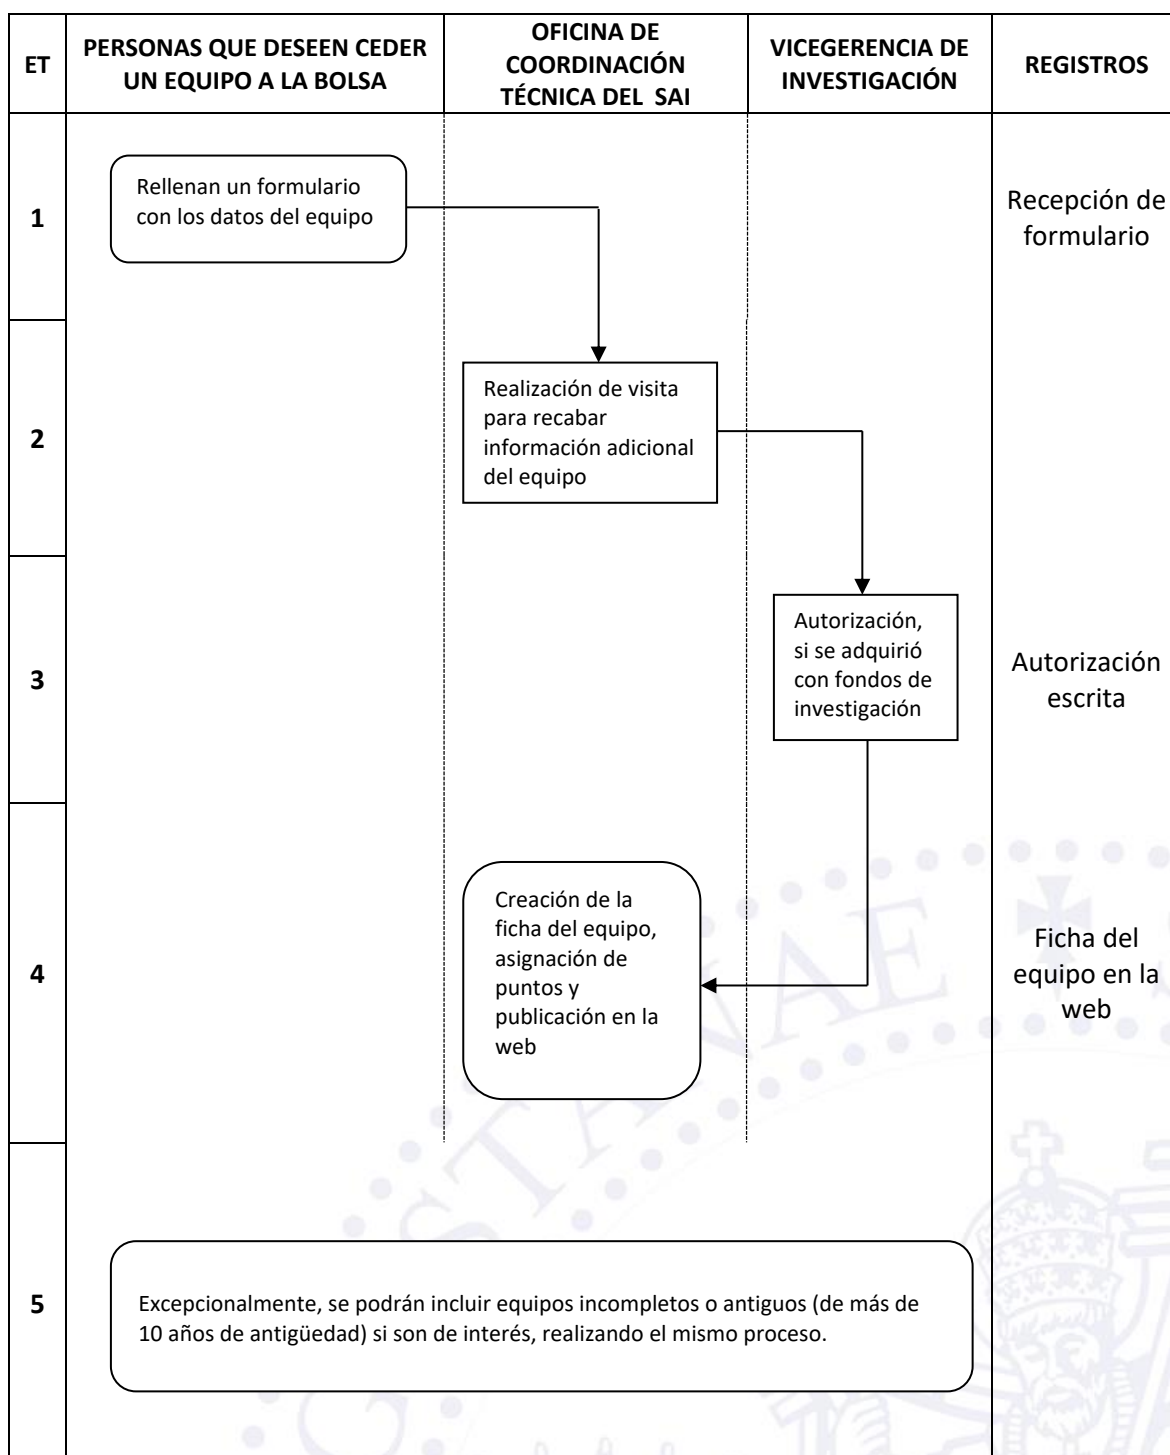 ET
PERSONAS QUE DESEEN CEDER
UN EQUIPO A LA BOLSA
OFICINA DE
COORDINACIÓN
TÉCNICA DEL SAI
VICEGERENCIA DE
INVESTIGACIÓN
REGISTROS
1
Rellenan un formulario
con los datos del equipo
Recepción de
formulario
2
Realización de visita
para recabar
información adicional
del equipo
3
Autorización,
si se adquirió
con fondos de
investigación
Autorización
escrita
4
Creación de la
ficha del equipo,
asignación de
puntos y
publicación en la
web
Ficha del
equipo en la
web
5
Excepcionalmente, se podrán incluir equipos incompletos o antiguos (de más de
10 años de antigüedad) si son de interés, realizando el mismo proceso.